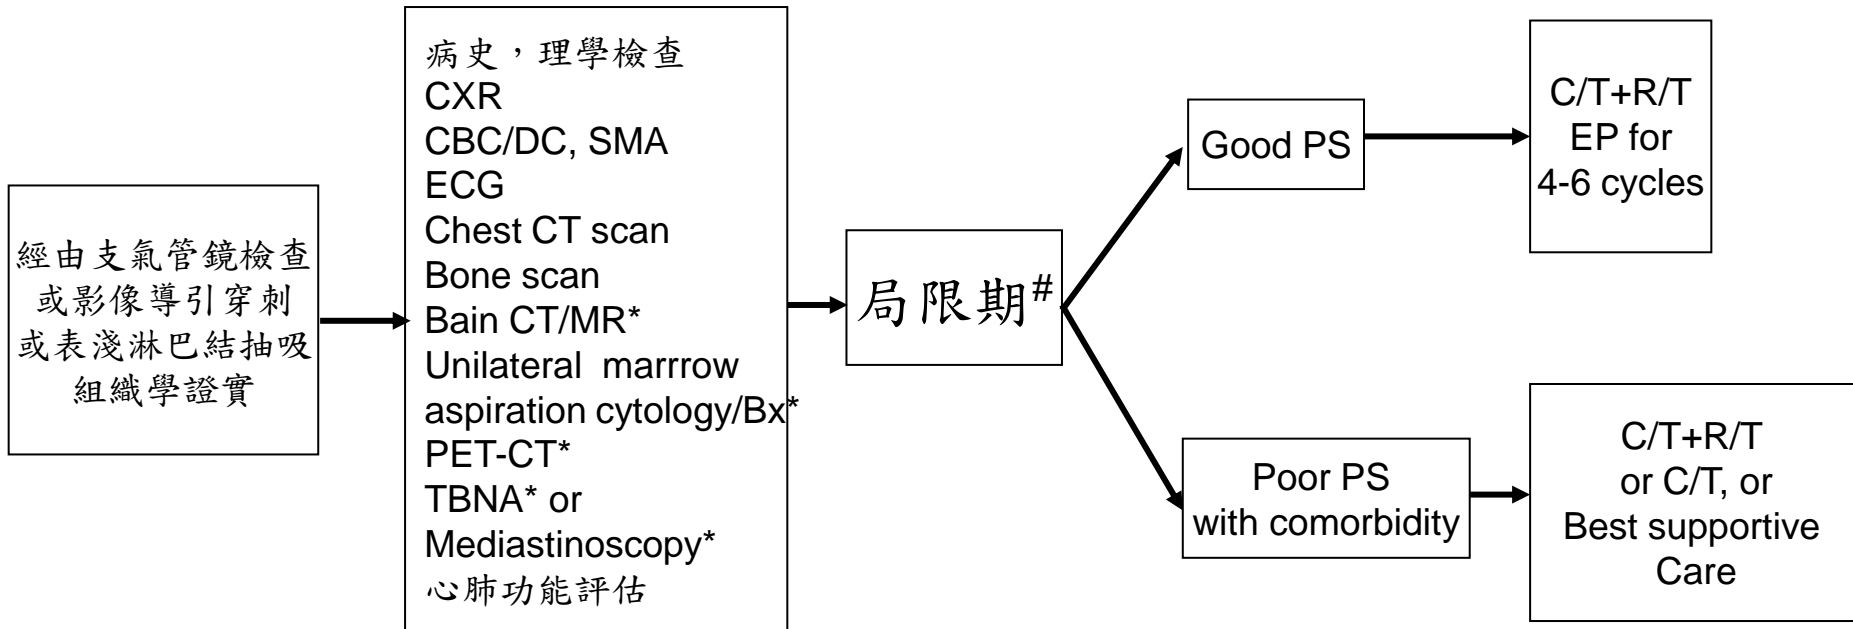 經由支氣管鏡檢查
或影像導引穿刺
或表淺淋巴結抽吸
組織學證實
病史，理學檢查
CXR
CBC/DC, SMA
ECG
Chest CT scan
Bone scan
Bain CT/MR*
Unilateral marrrow
aspiration cytology/Bx*
PET-CT*
TBNA* or
Mediastinoscopy*
心肺功能評估
局限期#
Good PS
C/T+R/T
EP for
4-6 cycles
Poor PS
with comorbidity
C/T+R/T
or C/T, or
Best supportive
Care